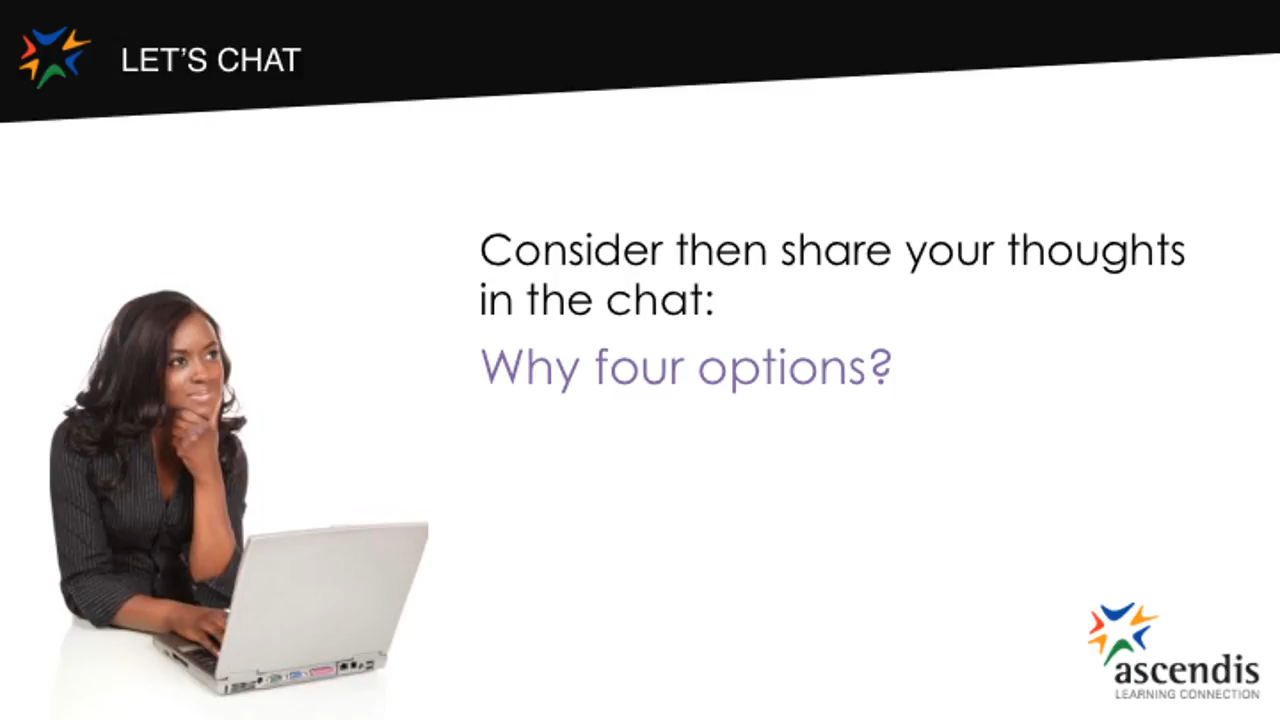 LET'S CHAT
Consider then share your thoughts
in the chat:
Why four options?
ascendis
LEARNING CONNECTION